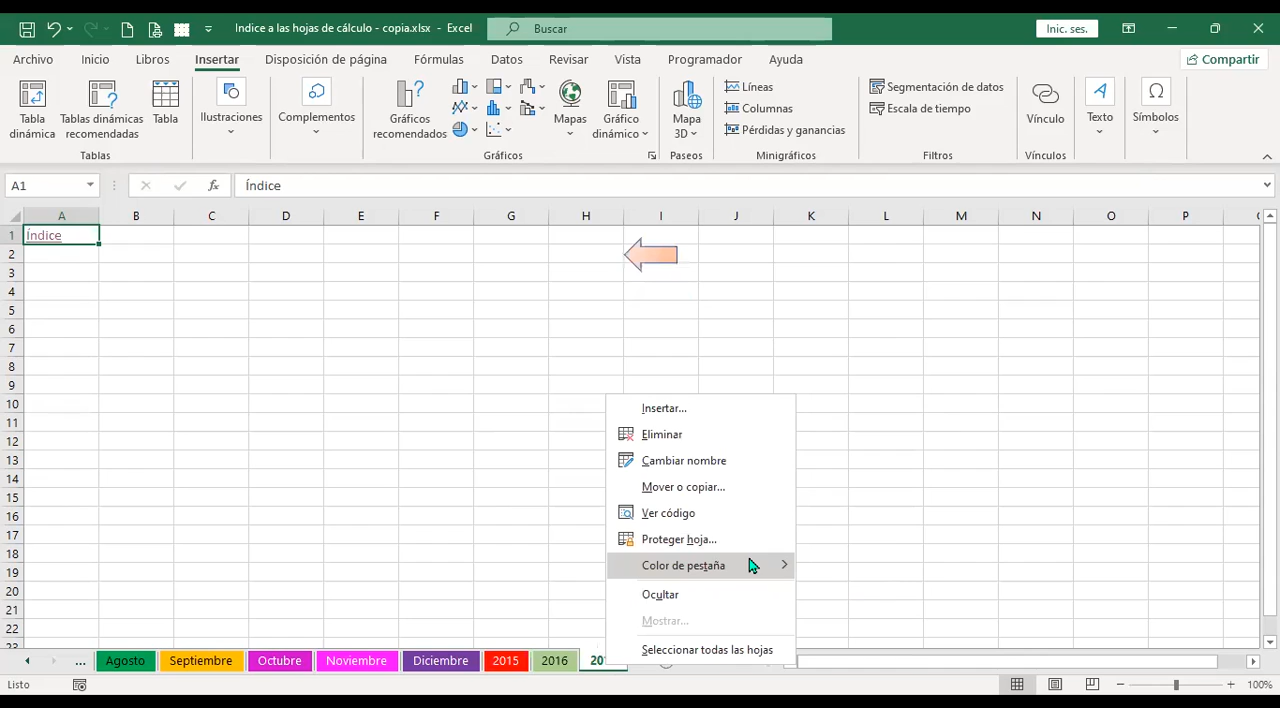 Indice a las hojas de cálculo - copia.xlsx - Excel
Buscar
Inic. ses.
Archivo Inicio Libros Insertar Disposición de página Fórmulas Datos Revisar Vista Programador Ayuda
Compartir
Tabla dinámica
Tablas dinámicas recomendadas
Tabla
Ilustraciones
Complementos
Gráficos recomendados
Mapas
Gráfico dinámico
Mapa 3D
Líneas
Columnas
Pérdidas y ganancias
Segmentación de datos
Escala de tiempo
Vínculo
Texto
Símbolos
Tablas Gráficos Paseos Minigráficos Filtros Vínculos
A1 fx Índice
A B C D E F G H I J K L M N O P
1 Índice
2
3
4
5
6
7
8
9
10
11
12
13
14
15
16
17
18
19
20
21
22
23
Insertar...
Eliminar
Cambiar nombre
Mover o copiar...
Ver código
Proteger hoja...
Color de pestaña
Ocultar
Mostrar...
Seleccionar todas las hojas
... Agosto Septiembre Octubre Noviembre Diciembre 2015 2016
Listo
100%